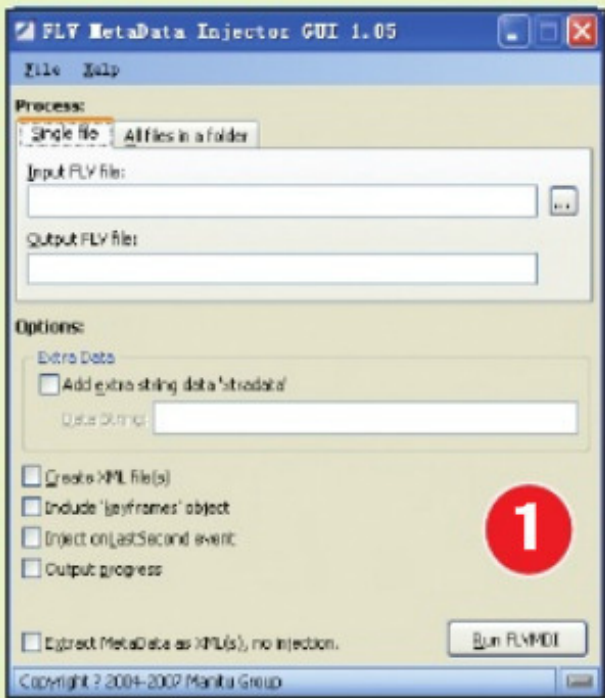 FLV MetaData Injector GUI 1.05
File Help
Process:
Single file All files in a folder
Input FLV file:
...
Output FLV file:
Options:
Extra Data
Add extra string data 'xtradata'
Data String:
Create XML file(s)
Include 'keyframes' object
Inject onLastSecond event
Output progress
1
Extract MetaData as XML(s), no injection.
Run FLVMDI
Copyright ? 2004-2007 Manitu Group